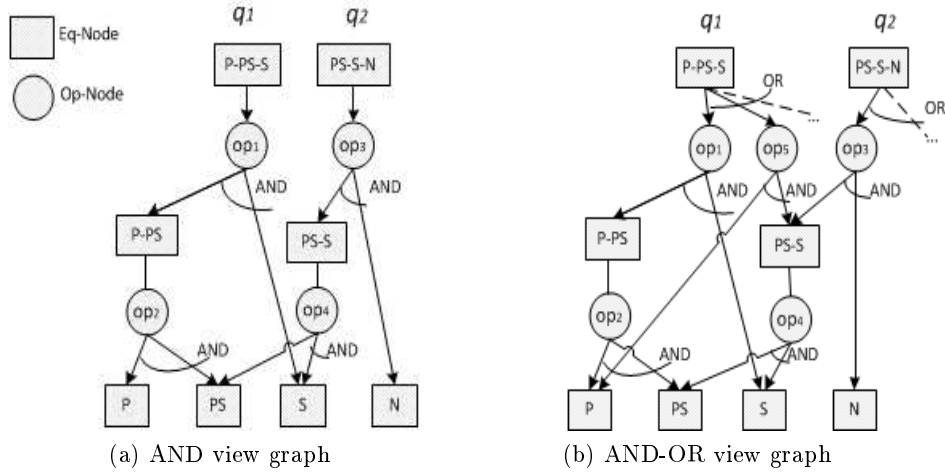 q1 q2
Eq-Node
Op-Node
P-PS-S PS-S-N
op1 op3
AND AND
P-PS PS-S
op2 op4
AND AND
P PS S N
(a) AND view graph
q1 q2
P-PS-S PS-S-N
OR OR
... ...
op1 op5 op3
AND AND AND
P-PS PS-S
op2 op4
AND AND
P PS S N
(b) AND-OR view graph